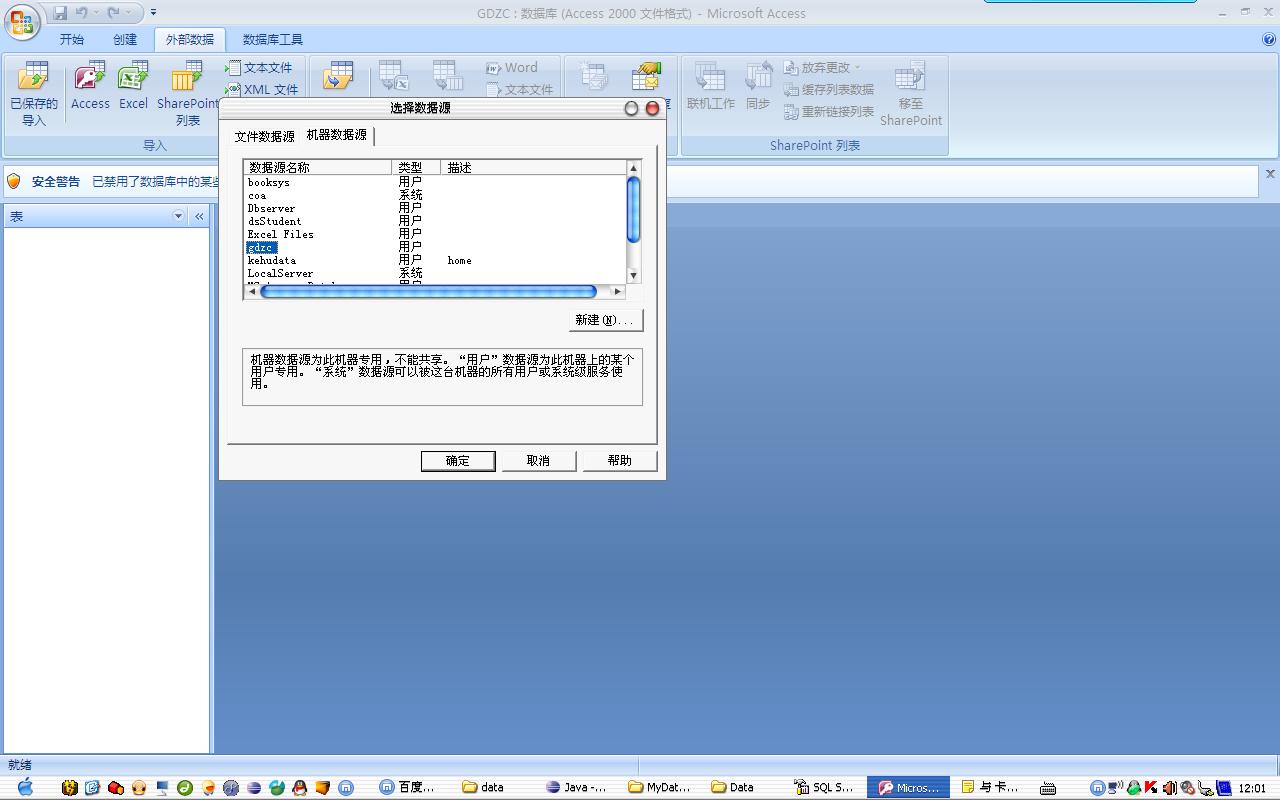 GDZC : 数据库 (Access 2000 文件格式) - Microsoft Access
开始 创建 外部数据 数据库工具
已保存的导入 Access Excel SharePoint 列表 文本文件 XML 文件
导入
Word
文本文件
联机工作 同步 放弃更改
缓存列表数据
重新链接列表
移至 SharePoint
SharePoint 列表
安全警告 已禁用了数据库中的某些
表
选择数据源
文件数据源 机器数据源
数据源名称 类型 描述
booksys 用户
coa 系统
Dbserver 用户
dsStudent 用户
Excel Files 用户
gdzc 用户
kehudata 用户 home
LocalServer 系统
新建(N)...
机器数据源为此机器专用，不能共享。“用户”数据源为此机器上的某个
用户专用。“系统”数据源可以被这台机器的所有用户或系统级服务使
用。
确定 取消 帮助
就绪
百度... data Java -... MyDat... Data SQL S... Micros... 与 卡... 12:01